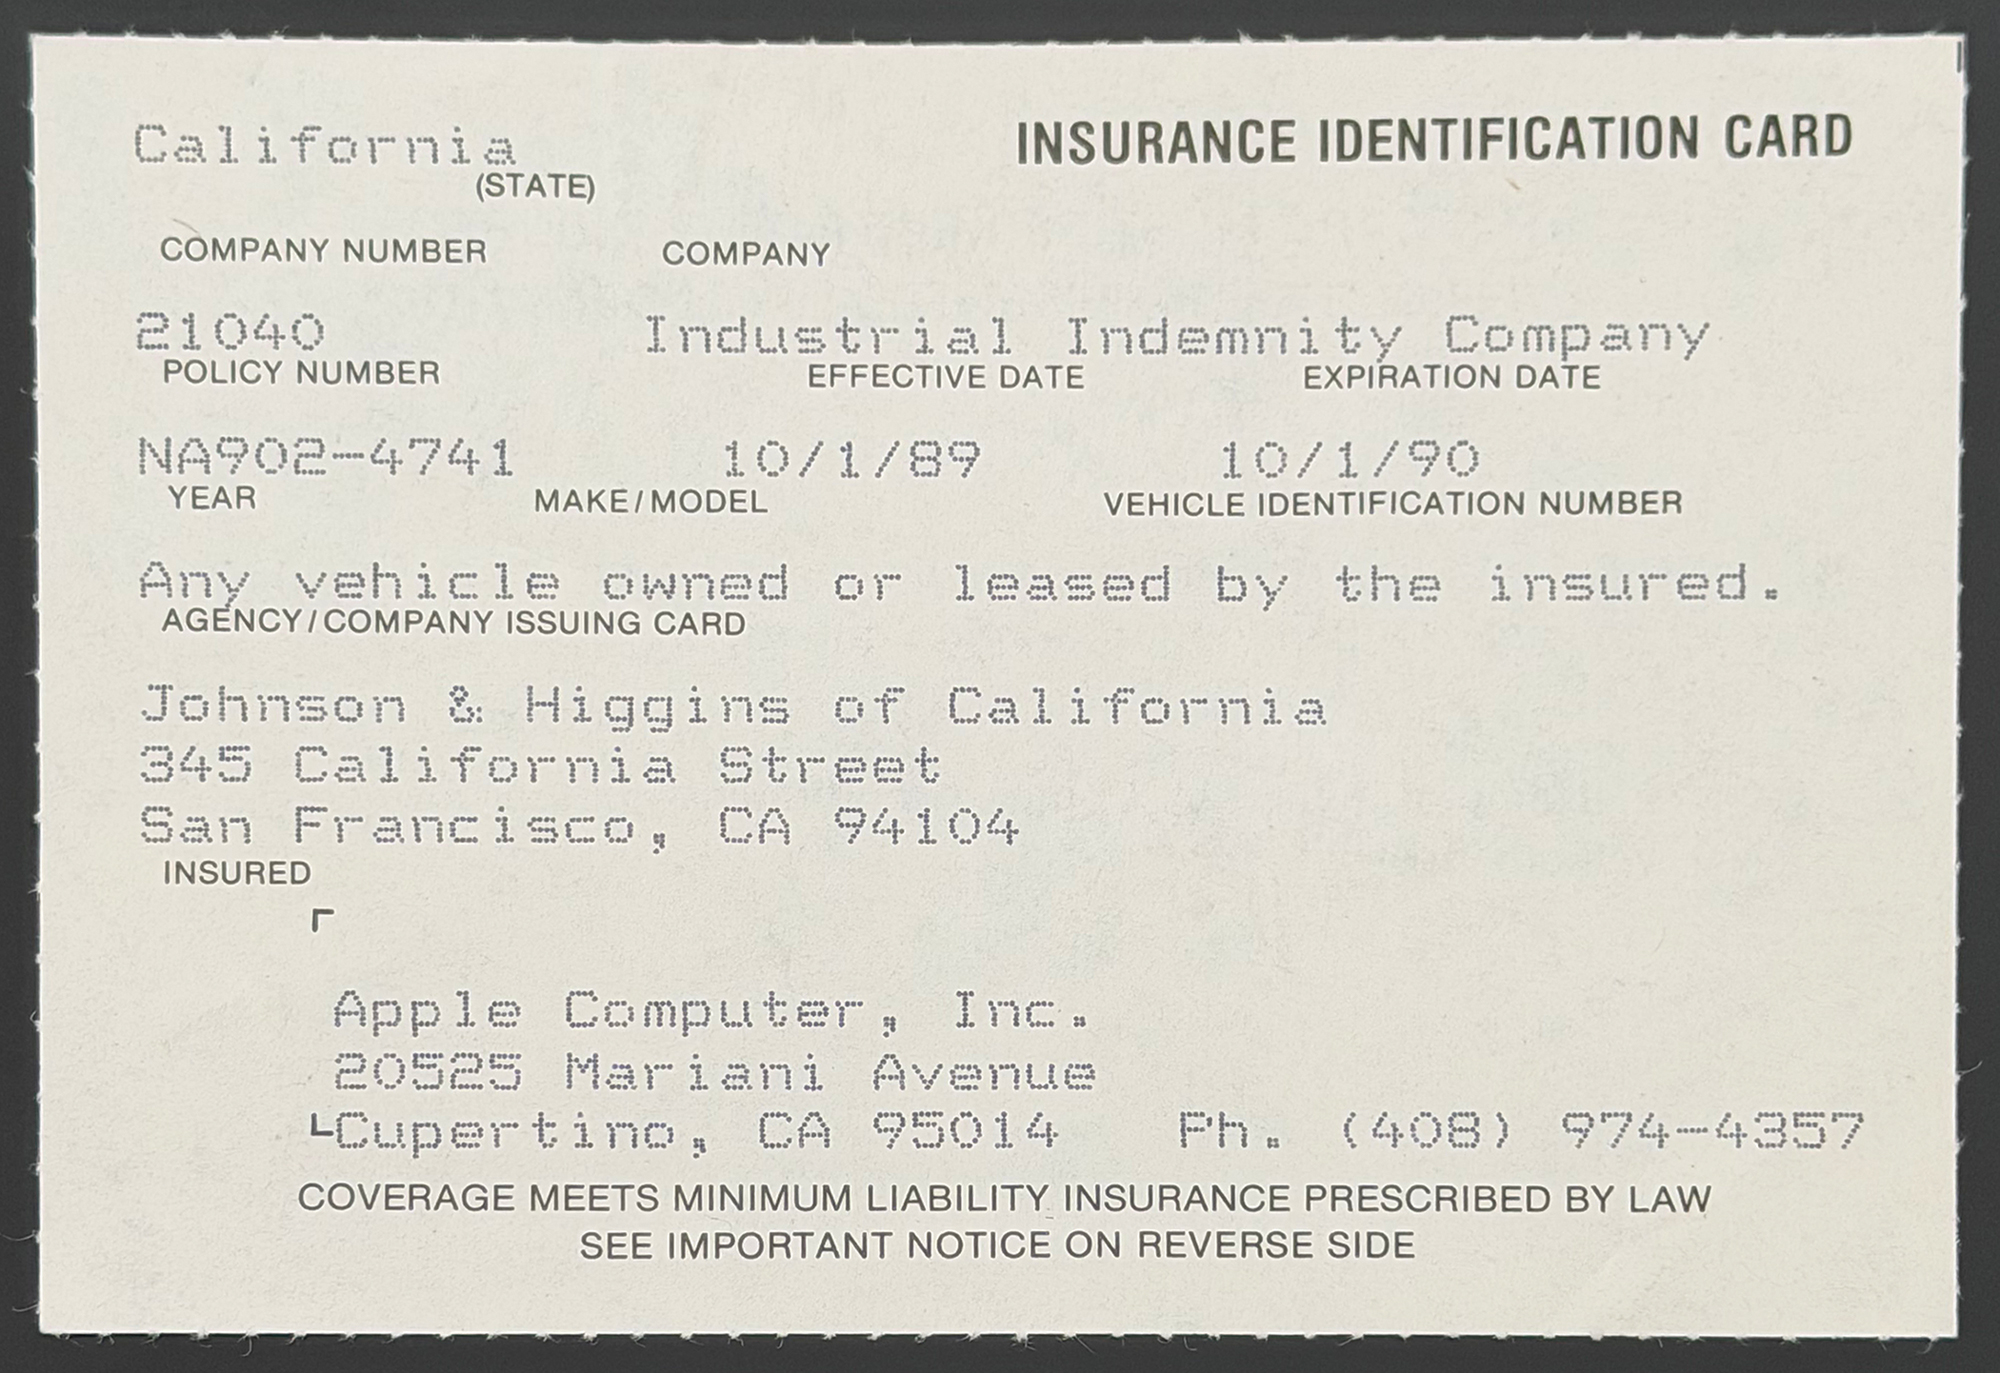 California INSURANCE IDENTIFICATION CARD
(STATE)
COMPANY NUMBER COMPANY
21040 Industrial Indemnity Company
POLICY NUMBER EFFECTIVE DATE EXPIRATION DATE
NA902-4741 10/1/89 10/1/90
YEAR MAKE/MODEL VEHICLE IDENTIFICATION NUMBER
Any vehicle owned or leased by the insured.
AGENCY/COMPANY ISSUING CARD
Johnson & Higgins of California
345 California Street
San Francisco, CA 94104
INSURED
Apple Computer, Inc.
20525 Mariani Avenue
Cupertino, CA 95014 Ph. (408) 974-4357
COVERAGE MEETS MINIMUM LIABILITY INSURANCE PRESCRIBED BY LAW
SEE IMPORTANT NOTICE ON REVERSE SIDE